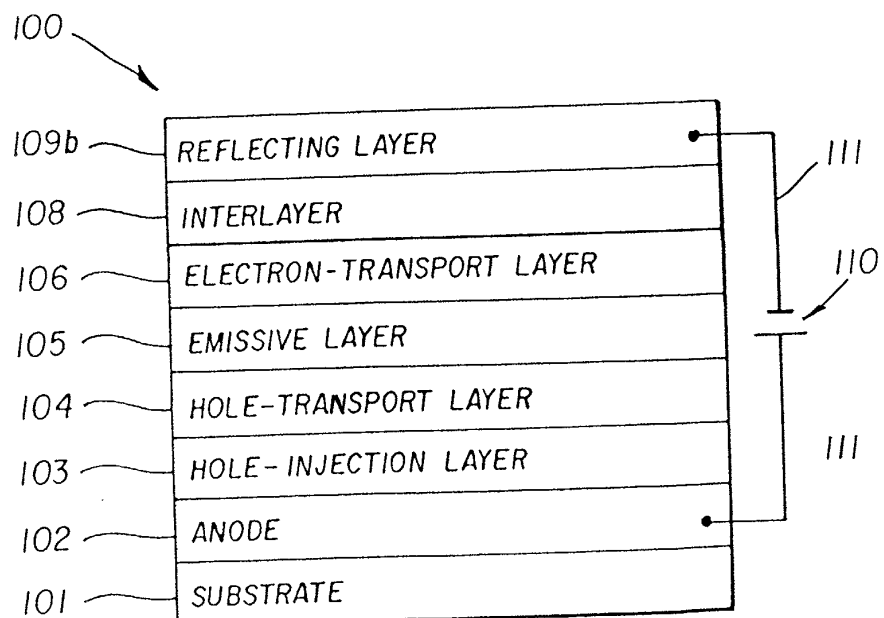 100
109b REFLECTING LAYER
111
108 INTERLAYER
106 ELECTRON-TRANSPORT LAYER
110
105 EMISSIVE LAYER
104 HOLE-TRANSPORT LAYER
103 HOLE-INJECTION LAYER
111
102 ANODE
101 SUBSTRATE